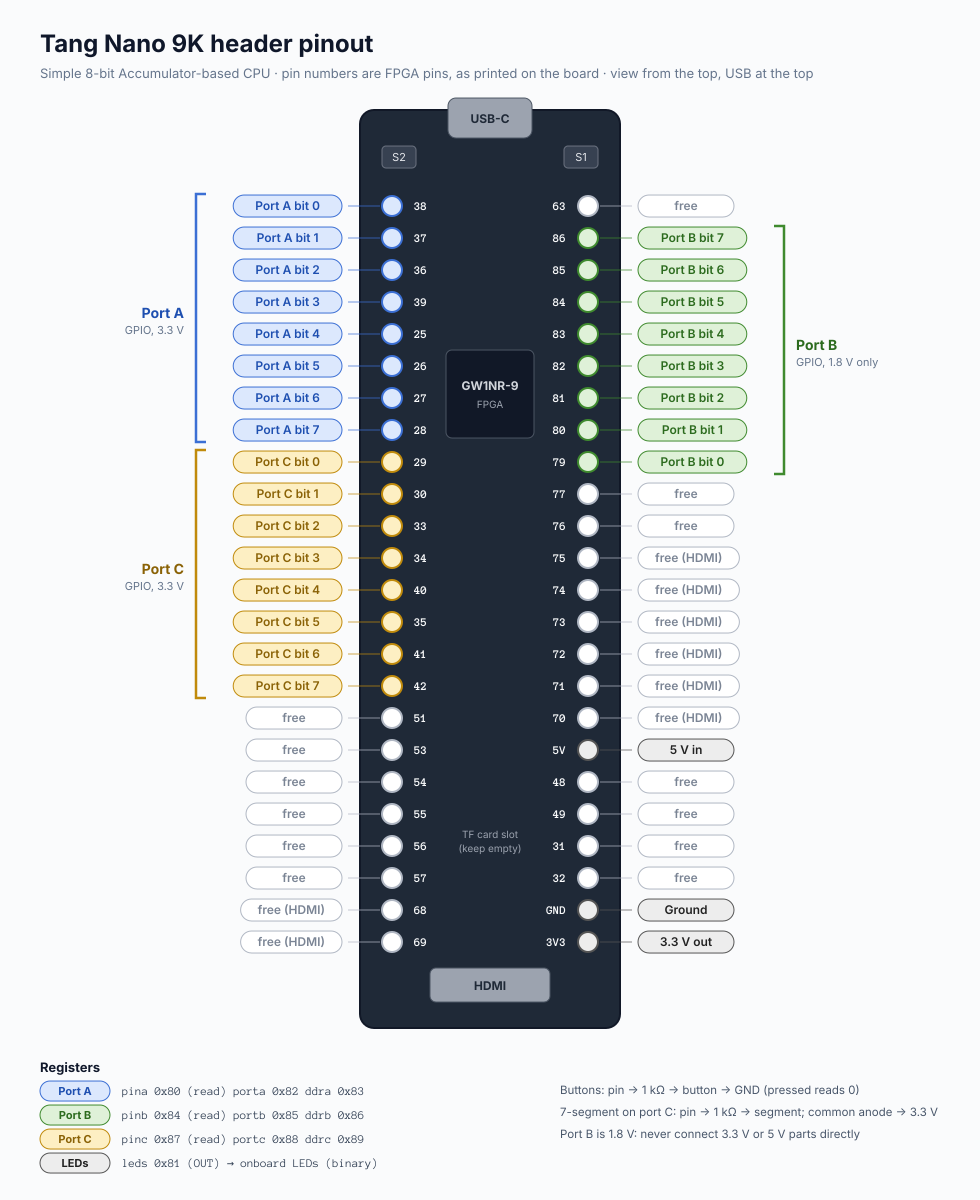 Tang Nano 9K header pinout
Simple 8-bit Accumulator-based CPU · pin numbers are FPGA pins, as printed on the board · view from the top, USB at the top
USB-C
S2 S1
Port A bit 0 38 63 free
Port A bit 1 37 86 Port B bit 7
Port A bit 2 36 85 Port B bit 6
Port A bit 3 39 84 Port B bit 5
Port A
GPIO, 3.3 V
Port A bit 4 25 83 Port B bit 4
Port B
GPIO, 1.8 V only
Port A bit 5 26 82 Port B bit 3
GW1NR-9
FPGA
Port A bit 6 27 81 Port B bit 2
Port A bit 7 28 80 Port B bit 1
Port C bit 0 29 79 Port B bit 0
Port C bit 1 30 77 free
Port C bit 2 33 76 free
Port C bit 3 34 75 free (HDMI)
Port C
GPIO, 3.3 V
Port C bit 4 40 74 free (HDMI)
Port C bit 5 35 73 free (HDMI)
Port C bit 6 41 72 free (HDMI)
Port C bit 7 42 71 free (HDMI)
free 51 70 free (HDMI)
free 53 5V 5 V in
free 54 48 free
free 55 49 free
TF card slot
(keep empty)
free 56 31 free
free 57 32 free
free (HDMI) 68 GND Ground
free (HDMI) 69 3V3 3.3 V out
HDMI
Registers
Port A pina 0x80 (read) porta 0x82 ddra 0x83
Port B pinb 0x84 (read) portb 0x85 ddrb 0x86
Port C pinc 0x87 (read) portc 0x88 ddrc 0x89
LEDs leds 0x81 (OUT) → onboard LEDs (binary)
Buttons: pin → 1 kΩ → button → GND (pressed reads 0)
7-segment on port C: pin → 1 kΩ → segment; common anode → 3.3 V
Port B is 1.8 V: never connect 3.3 V or 5 V parts directly